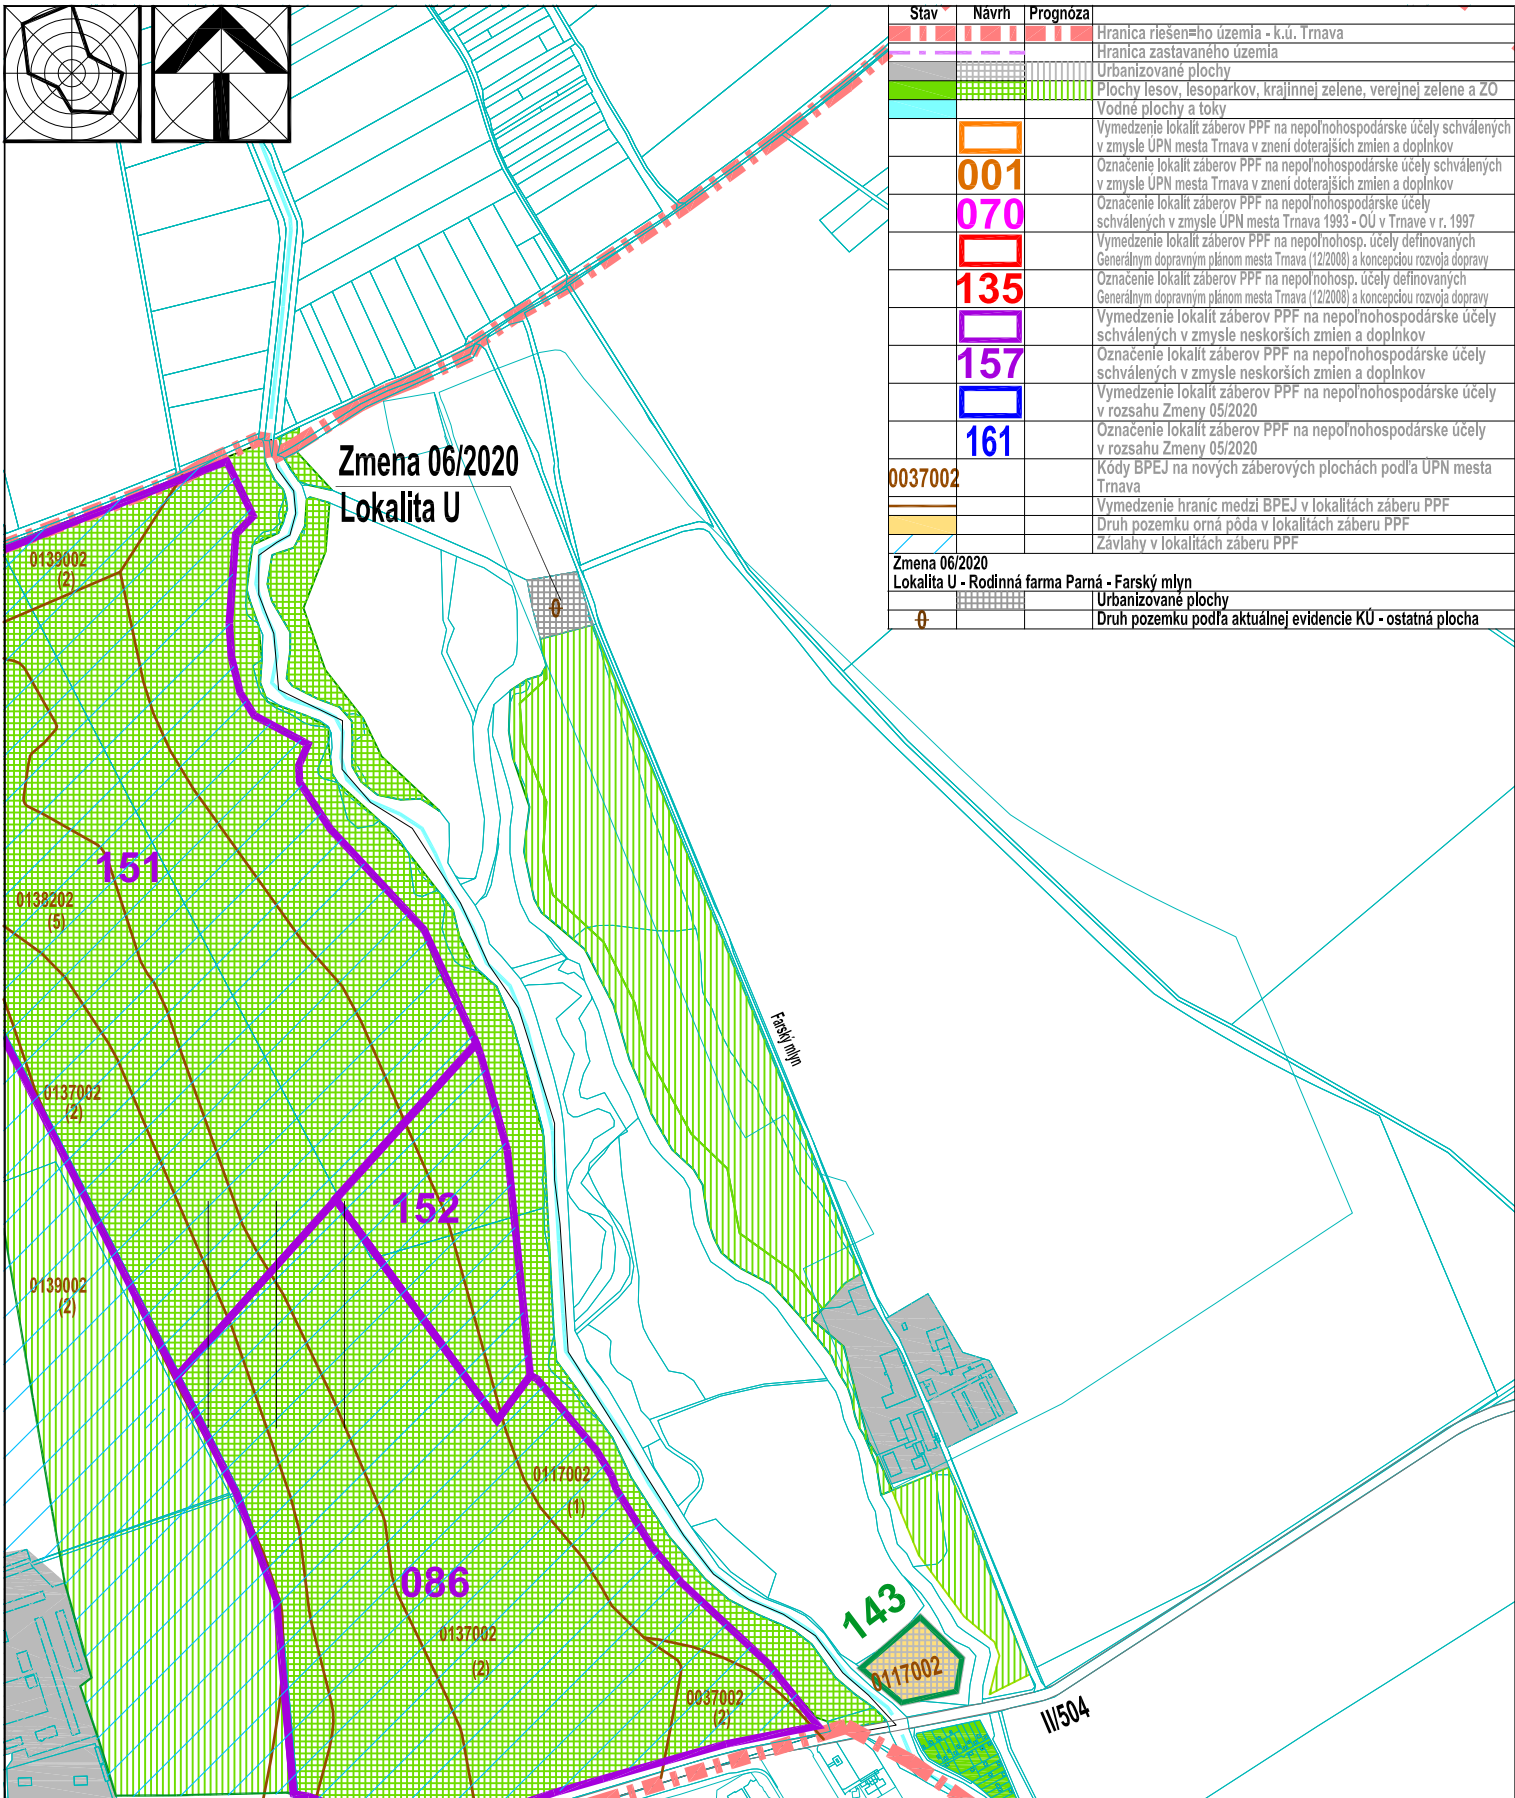 Stav Návrh Prognóza
Hranica riešen=ho územia - k.ú. Trnava
Hranica zastavaného územia
Urbanizované plochy
Plochy lesov, lesoparkov, krajinnej zelene, verejnej zelene a ZO
Vodné plochy a toky
Vymedzenie lokalít záberov PPF na nepoľnohospodárske účely schválených
v zmysle ÚPN mesta Trnava v znení doterajších zmien a doplnkov
001
Označenie lokalít záberov PPF na nepoľnohospodárske účely schválených
v zmysle ÚPN mesta Trnava v znení doterajších zmien a doplnkov
070
Označenie lokalít záberov PPF na nepoľnohospodárske účely
schválených v zmysle ÚPN mesta Trnava 1993 - OÚ v Trnave v r. 1997
Vymedzenie lokalít záberov PPF na nepoľnohosp. účely definovaných
Generálnym dopravným plánom mesta Trnava (12/2008) a koncepciou rozvoja dopravy
135
Označenie lokalít záberov PPF na nepoľnohosp. účely definovaných
Generálnym dopravným plánom mesta Trnava (12/2008) a koncepciou rozvoja dopravy
Vymedzenie lokalít záberov PPF na nepoľnohospodárske účely
schválených v zmysle neskorších zmien a doplnkov
157
Označenie lokalít záberov PPF na nepoľnohospodárske účely
schválených v zmysle neskorších zmien a doplnkov
Vymedzenie lokalít záberov PPF na nepoľnohospodárske účely
v rozsahu Zmeny 05/2020
161
Označenie lokalít záberov PPF na nepoľnohospodárske účely
v rozsahu Zmeny 05/2020
0037002
Kódy BPEJ na nových záberových plochách podľa ÚPN mesta
Trnava
Vymedzenie hraníc medzi BPEJ v lokalitách záberu PPF
Druh pozemku orná pôda v lokalitách záberu PPF
Závlahy v lokalitách záberu PPF
Zmena 06/2020
Lokalita U - Rodinná farma Parná - Farský mlyn
Urbanizované plochy
0 Druh pozemku podľa aktuálnej evidencie KÚ - ostatná plocha
Zmena 06/2020
Lokalita U
0139002
(2)
0
151
0138202
(5)
Farský mlyn
0137002
(2)
152
0139002
(2)
0117002
(1)
086
0137002
(2)
143
0117002
0037002
(2)
II/504